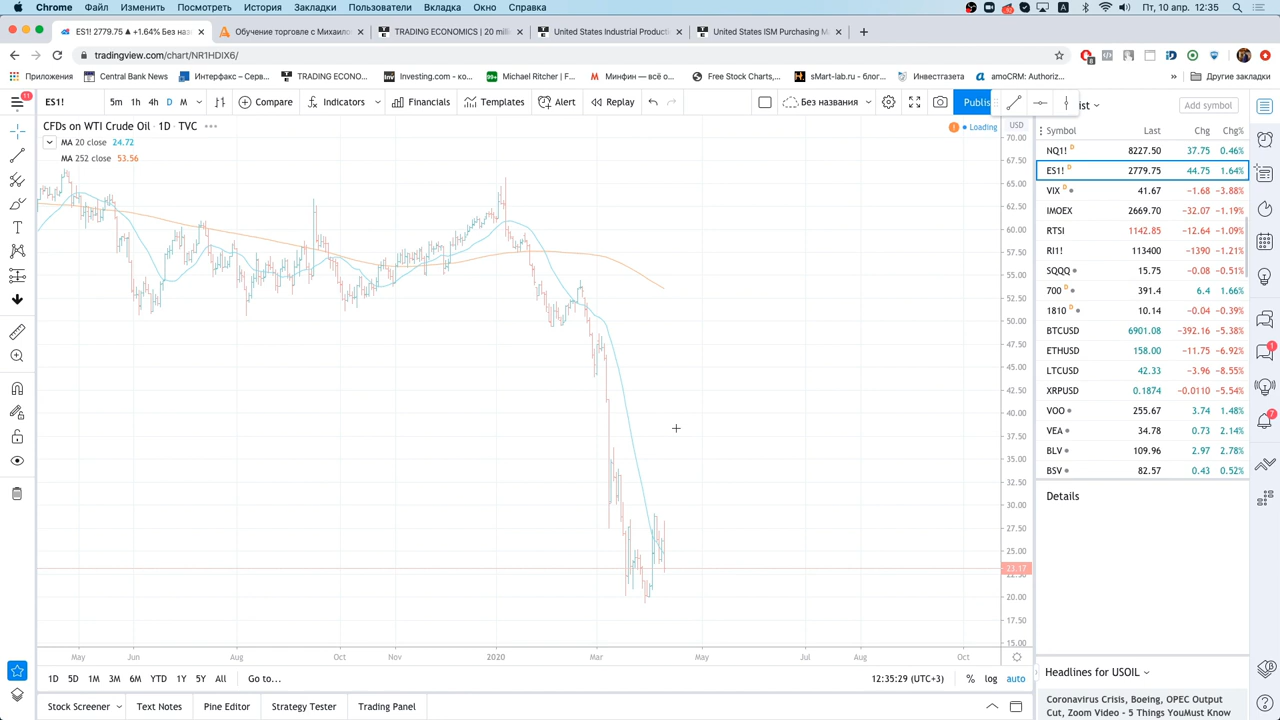 Chrome Файл Изменить Посмотреть История Закладки Пользователи Вкладка Окно Справка Пт, 10 апр. 12:35
ES1! 2779.75 ▲ +1.64% Без наз Обучение торговле с Михаило TRADING ECONOMICS | 20 mil United States Industrial Producti United States ISM Purchasing M
tradingview.com/chart/NR1HDIX6/
Приложения Central Bank News Интерфакс – Серв... TRADING ECONO... Investing.com - ко... Michael Ritcher | F... Минфин — всё о... Free Stock Charts,... sMart-lab.ru - блог... Инвестгазета amoCRM: Authoriz... » Другие закладки
11 ES1! 5m 1h 4h D M Compare Indicators Financials Templates Alert Replay Без названия Publis ist Add symbol
CFDs on WTI Crude Oil · 1D · TVC
Loading USD
MA 20 close 24.72
MA 252 close 53.56
70.00
67.50
65.00
62.50
60.00
57.50
55.00
52.50
50.00
47.50
45.00
42.50
40.00
37.50
35.00
32.50
30.00
27.50
25.00
23.17
22.50
20.00
17.50
15.00
May Jun Aug Oct Nov 2020 Mar May Jul Aug Oct
1D 5D 1M 3M 6M YTD 1Y 5Y All Go to... 12:35:29 (UTC+3) % log auto
Stock Screener Text Notes Pine Editor Strategy Tester Trading Panel
Symbol Last Chg Chg%
NQ1! D 8227.50 37.75 0.46%
ES1! D 2779.75 44.75 1.64%
VIX D 41.67 −1.68 −3.88%
IMOEX 2669.70 −32.07 −1.19%
RTSI 1142.85 −12.64 −1.09%
RI1! 113400 −1390 −1.21%
SQQQ 15.75 −0.08 −0.51%
700 D 391.4 6.4 1.66%
1810 D 10.14 −0.04 −0.39%
BTCUSD 6901.08 −392.16 −5.38%
ETHUSD 158.00 −11.75 −6.92%
LTCUSD 42.33 −3.96 −8.55%
XRPUSD 0.1874 −0.0110 −5.54%
VOO 255.67 3.74 1.48%
VEA 34.78 0.73 2.14%
BLV 109.96 2.97 2.78%
BSV 82.57 0.43 0.52%
Details
Headlines for USOIL
Coronavirus Crisis, Boeing, OPEC Output
Cut, Zoom Video - 5 Things YouMust Know
1
7